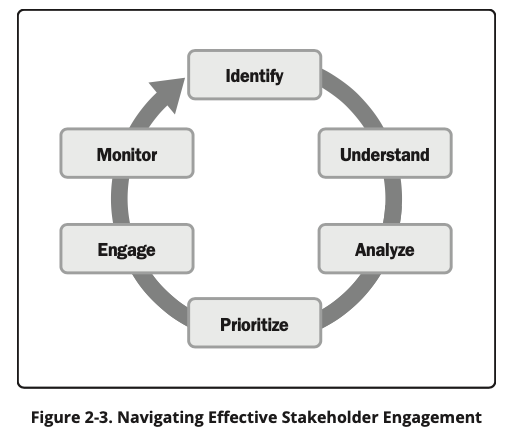 Identify
Understand
Analyze
Prioritize
Engage
Monitor
Figure 2-3. Navigating Effective Stakeholder Engagement